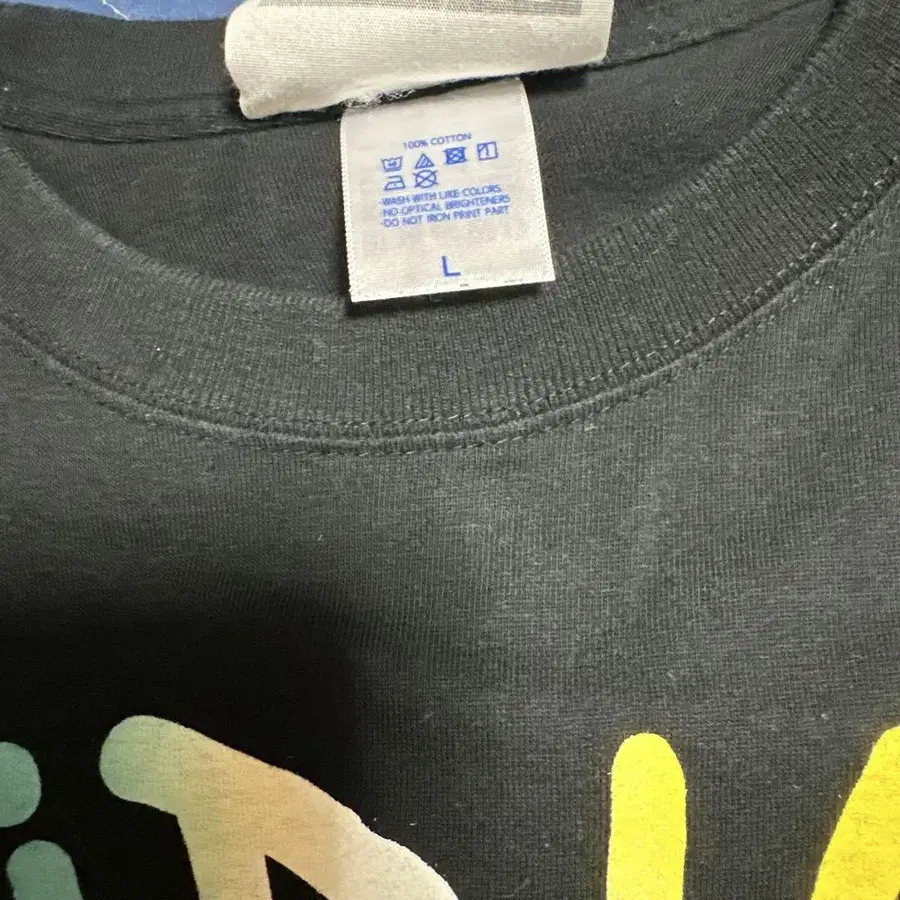 100% COTTON
-WASH WITH LIKE COLORS
-NO OPTICAL BRIGHTENERS
-DO NOT IRON PRINT PART
L